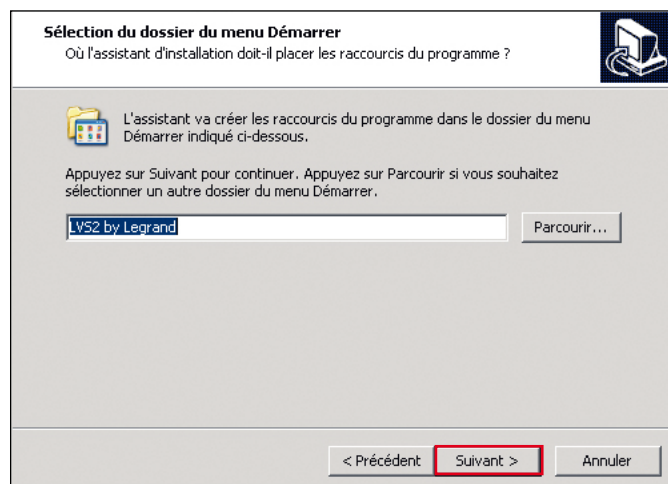 Sélection du dossier du menu Démarrer
Où l'assistant d'installation doit-il placer les raccourcis du programme ?
L'assistant va créer les raccourcis du programme dans le dossier du menu
Démarrer indiqué ci-dessous.
Appuyez sur Suivant pour continuer. Appuyez sur Parcourir si vous souhaitez
sélectionner un autre dossier du menu Démarrer.
LVS2 by Legrand
Parcourir...
< Précédent
Suivant >
Annuler